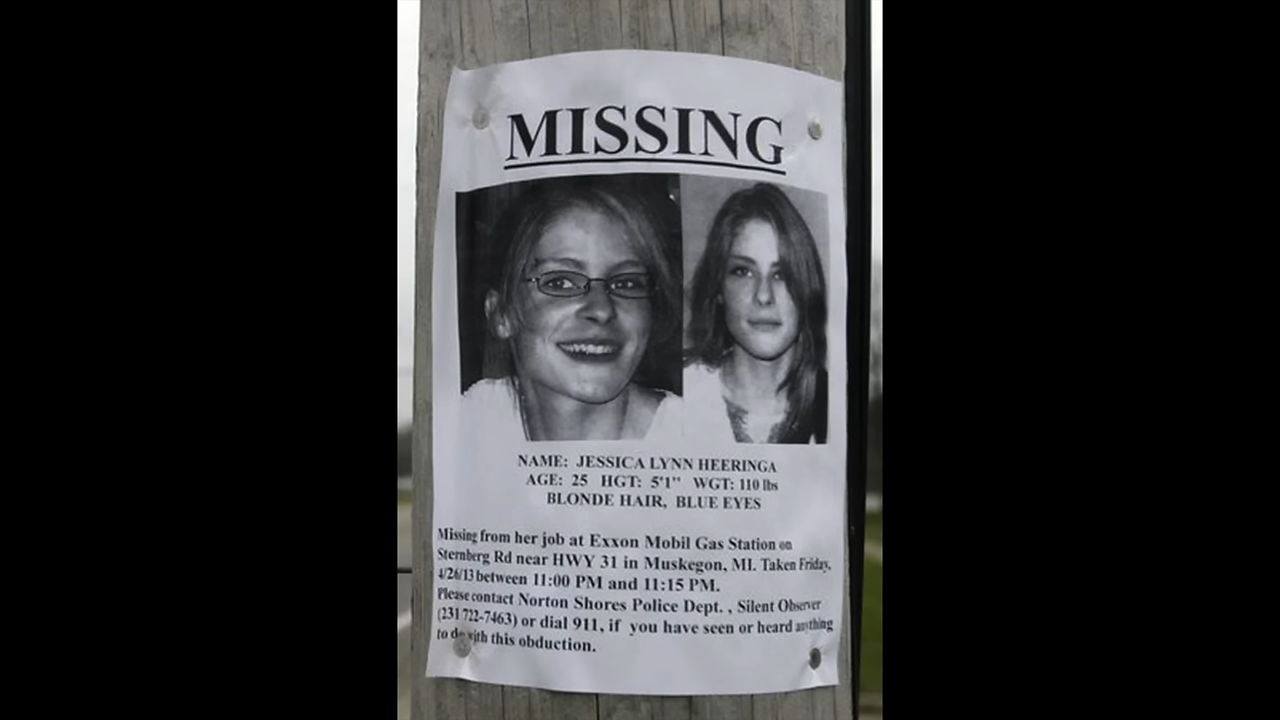 MISSING
NAME: JESSICA LYNN HEERINGA
AGE: 25 HGT: 5'1" WGT: 110 lbs
BLONDE HAIR, BLUE EYES
Missing from her job at Exxon Mobil Gas Station on
Sternberg Rd near HWY 31 in Muskegon, MI. Taken Friday,
4/26/13 between 11:00 PM and 11:15 PM.
Please contact Norton Shores Police Dept. , Silent Observer
(231 722-7463) or dial 911, if you have seen or heard anything
to do with this obduction.